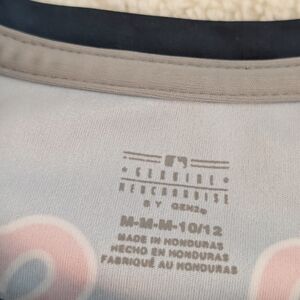 GENUINE
MERCHANDISE
BY GEN2®
M-M-M-10/12
MADE IN HONDURAS
HECHO EN HONDURAS
FABRIQUÉ AU HONDURAS